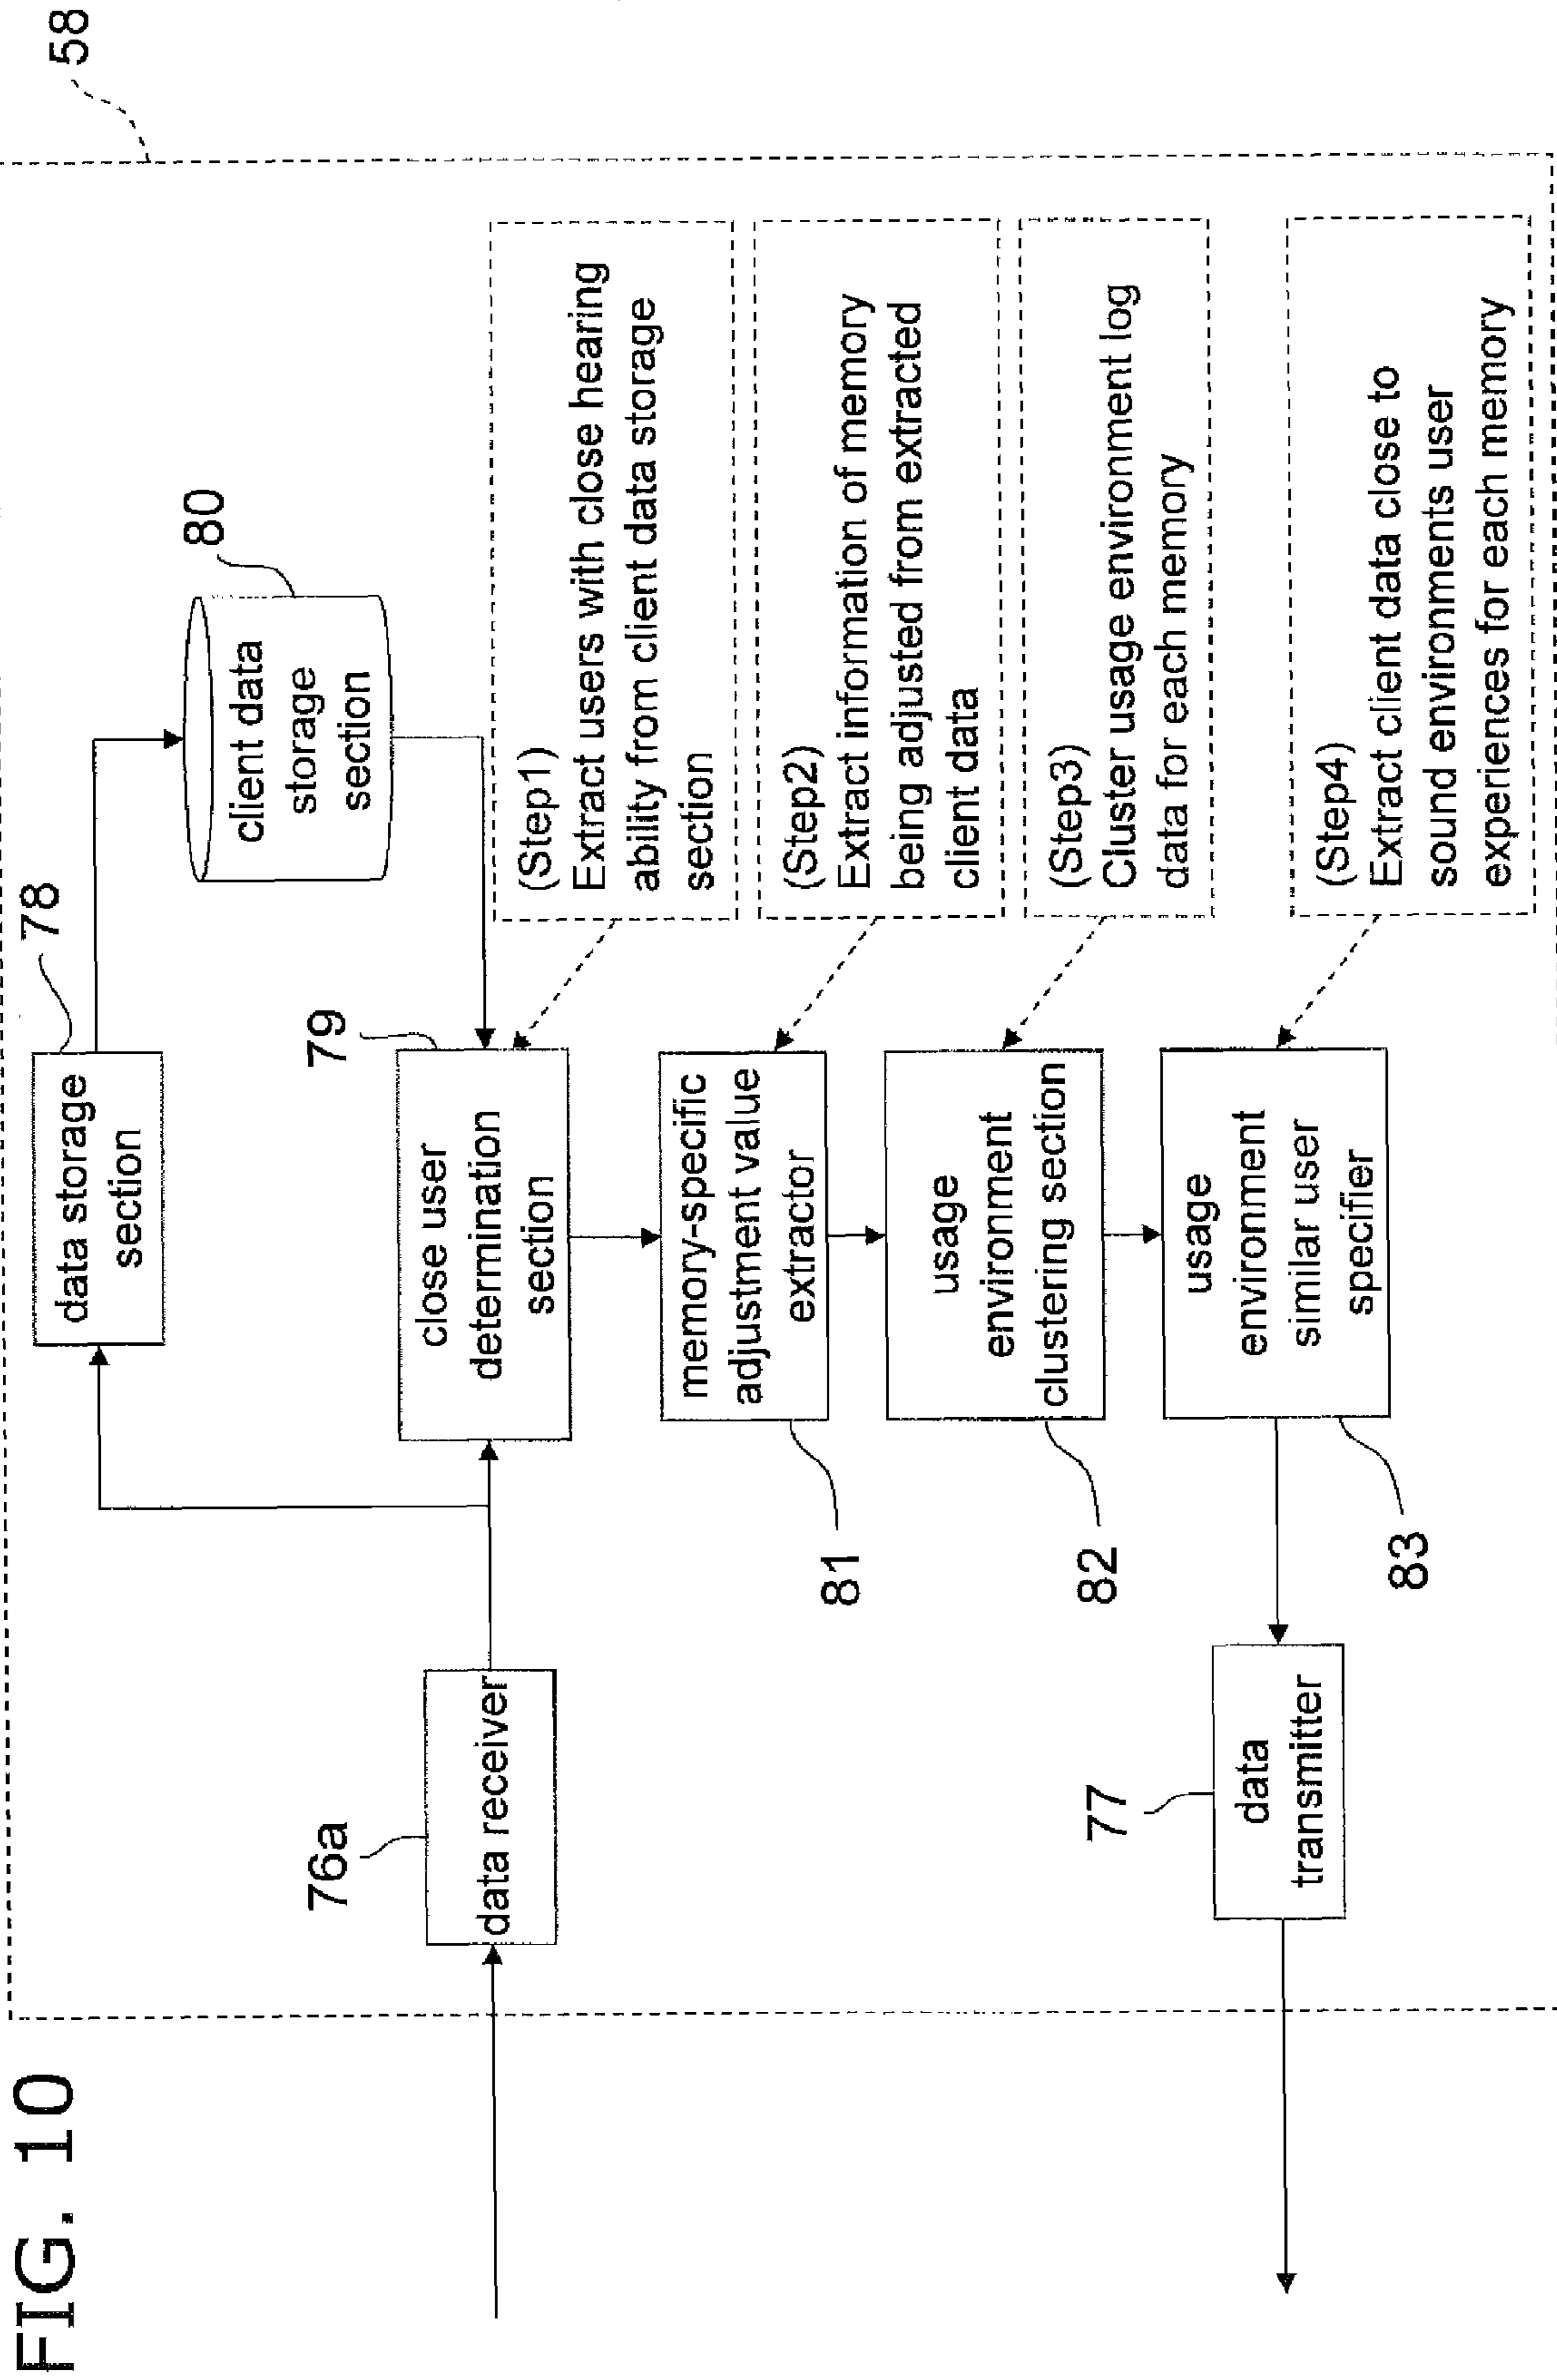 FIG. 10
58
78
data storage
section
80
client data
storage
section
79
close user
determination
section
76a
data receiver
(Step1)
Extract users with close hearing
ability from client data storage
section
memory-specific
adjustment value
extractor
81
(Step2)
Extract information of memory
being adjusted from extracted
client data
usage
environment
clustering section
82
(Step3)
Cluster usage environment log
data for each memory
usage
environment
similar user
specifier
83
(Step4)
Extract client data close to
sound environments user
experiences for each memory
77
data
transmitter